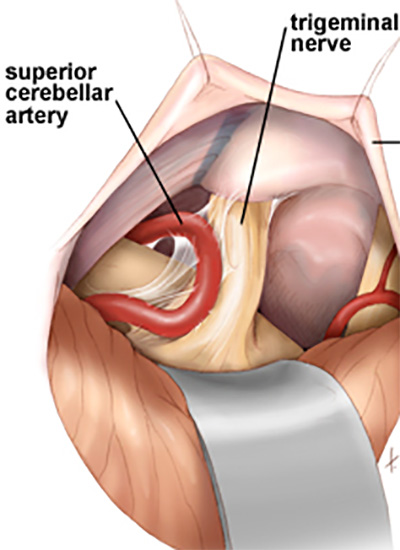 trigeminal
nerve
superior
cerebellar
artery